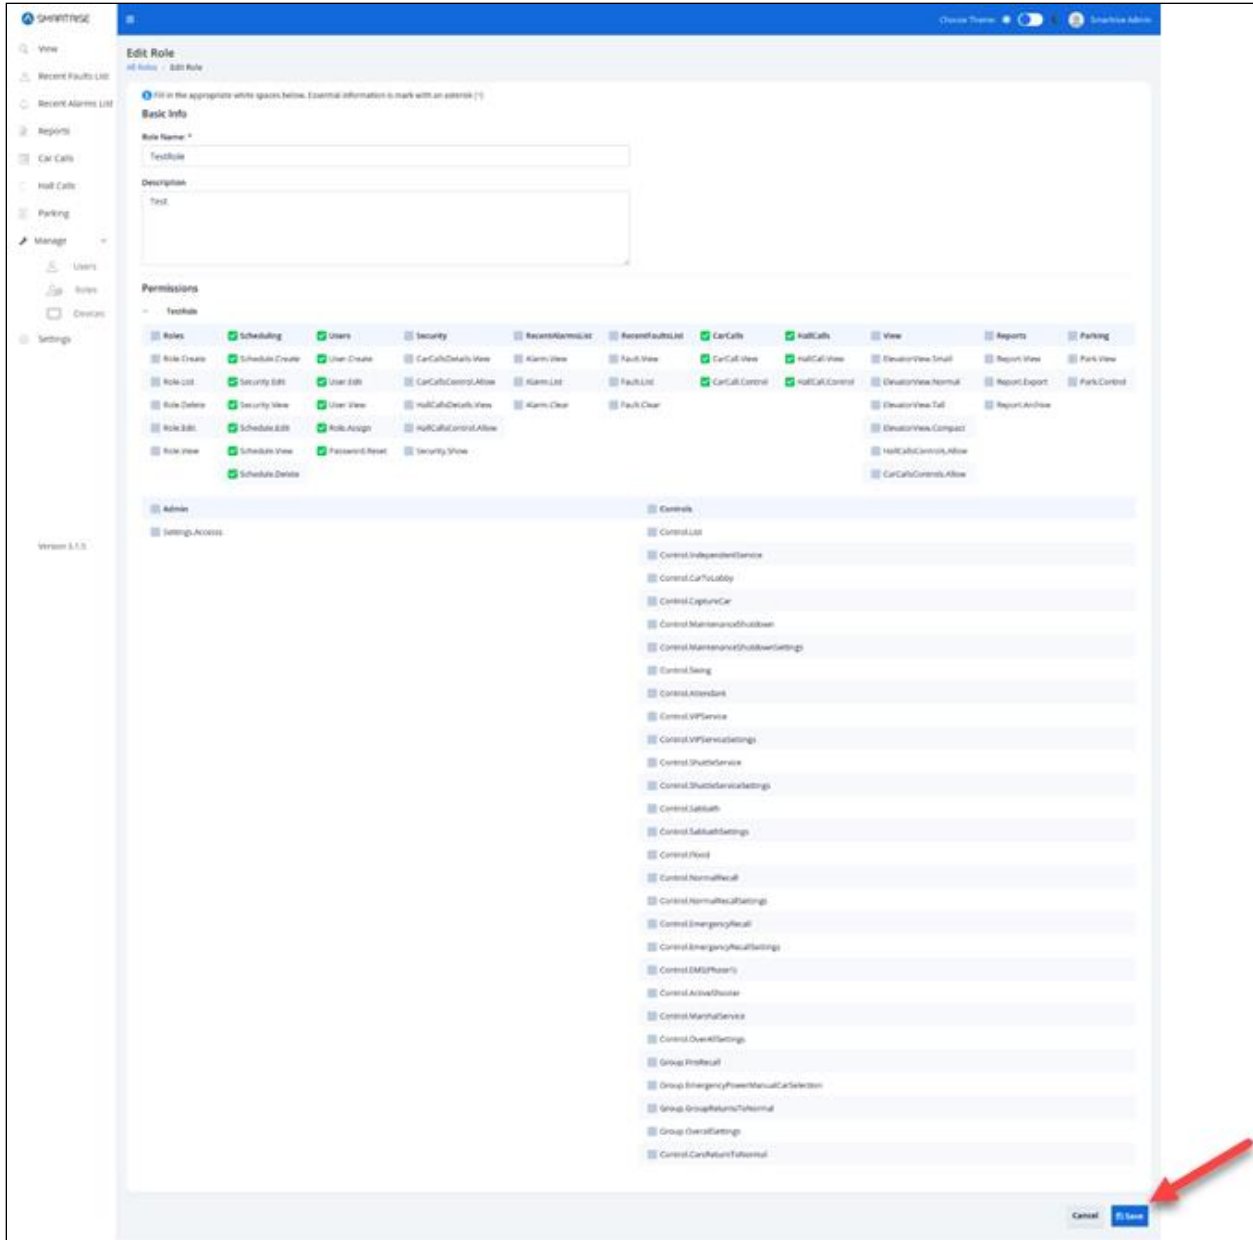 SMARTRISE
Choose Theme
Smartrise Admin
View
Recent Faults List
Recent Alarms List
Reports
Car Calls
Hall Calls
Parking
Manage
Users
Roles
Devices
Settings
Version 5.1.5
Edit Role
All Roles / Edit Role
Fill in the appropriate white spaces below. Essential information is mark with an asterisk (*)
Basic Info
Role Name: *
TestRole
Description
Test
Permissions
TestRole
Roles Scheduling Users Security RecentAlarmsList RecentFaultsList CarCalls HallCalls View Reports Parking
Role.Create Schedule.Create User.Create CarCallsDetails.View Alarm.View Fault.View CarCall.View HallCall.View ElevatorView.Small Report.View Park.View
Role.List Security.Edit User.Edit CarCallsControl.Allow Alarm.List Fault.List CarCall.Control HallCall.Control ElevatorView.Normal Report.Export Park.Control
Role.Delete Security.View User.View HallCallsDetails.View Alarm.Clear Fault.Clear ElevatorView.Tall Report.Archive
Role.Edit Schedule.Edit Role.Assign HallCallsControl.Allow ElevatorView.Compact
Role.View Schedule.View Password.Reset Security.Show HallCallsControls.Allow
Schedule.Delete CarCallsControls.Allow
Admin Controls
Settings.Access Control.List
Control.IndependentService
Control.CarToLobby
Control.CaptureCar
Control.MaintenanceShutdown
Control.MaintenanceShutdownSettings
Control.Swing
Control.Attendant
Control.VIPService
Control.VIPServiceSettings
Control.ShuttleService
Control.ShuttleServiceSettings
Control.Sabbath
Control.SabbathSettings
Control.Flood
Control.NormalRecall
Control.NormalRecallSettings
Control.EmergencyRecall
Control.EmergencyRecallSettings
Control.EMS(Phase1)
Control.ActiveShooter
Control.MarshalService
Control.OverAllSettings
Group.FireRecall
Group.EmergencyPowerManualCarSelection
Group.GroupReturnsToNormal
Group.OverallSettings
Control.CarsReturnToNormal
Cancel Save